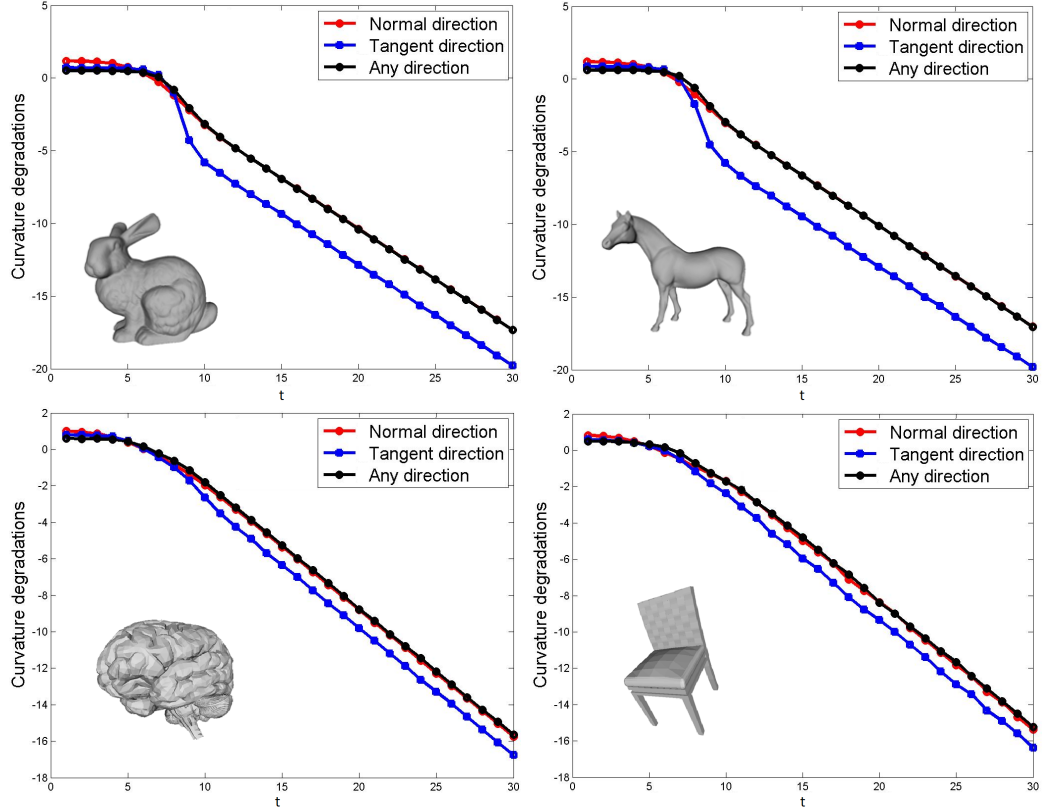 5
0
-5
-10
-15
-20
0 5 10 15 20 25 30
t
Curvature degradations
Normal direction
Tangent direction
Any direction
5
0
-5
-10
-15
-20
0 5 10 15 20 25 30
t
Curvature degradations
Normal direction
Tangent direction
Any direction
2
0
-2
-4
-6
-8
-10
-12
-14
-16
-18
0 5 10 15 20 25 30
t
Curvature degradations
Normal direction
Tangent direction
Any direction
2
0
-2
-4
-6
-8
-10
-12
-14
-16
-18
0 5 10 15 20 25 30
t
Curvature degradations
Normal direction
Tangent direction
Any direction